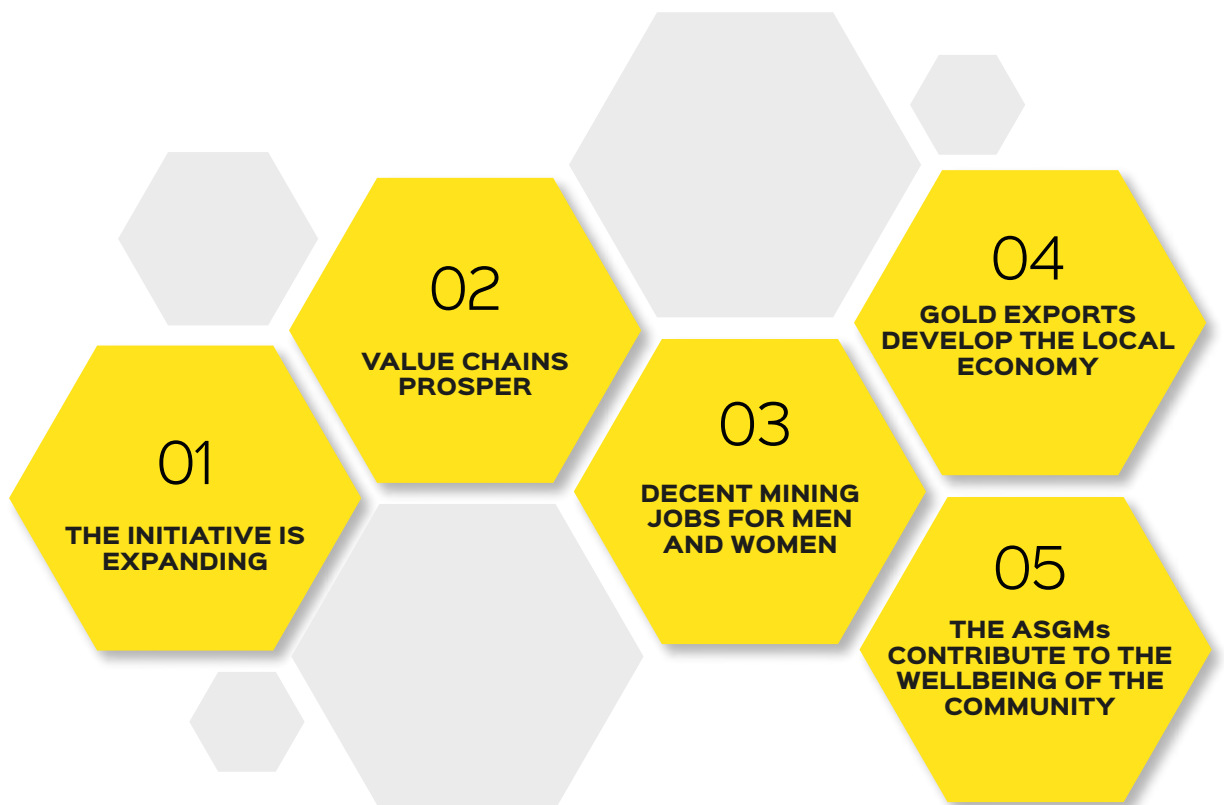 01
THE INITIATIVE IS
EXPANDING
02
VALUE CHAINS
PROSPER
03
DECENT MINING
JOBS FOR MEN
AND WOMEN
04
GOLD EXPORTS
DEVELOP THE LOCAL
ECONOMY
05
THE ASGMs
CONTRIBUTE TO THE
WELLBEING OF THE
COMMUNITY